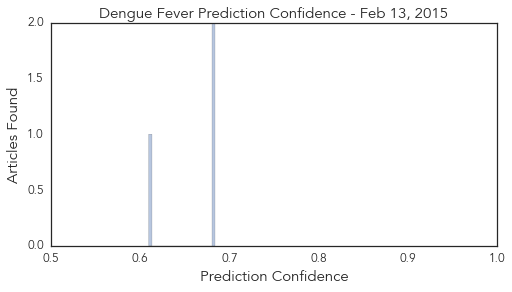 Dengue Fever Prediction Confidence - Feb 13, 2015
2.0
1.5
1.0
0.5
0.0
Articles Found
0.5 0.6 0.7 0.8 0.9 1.0
Prediction Confidence